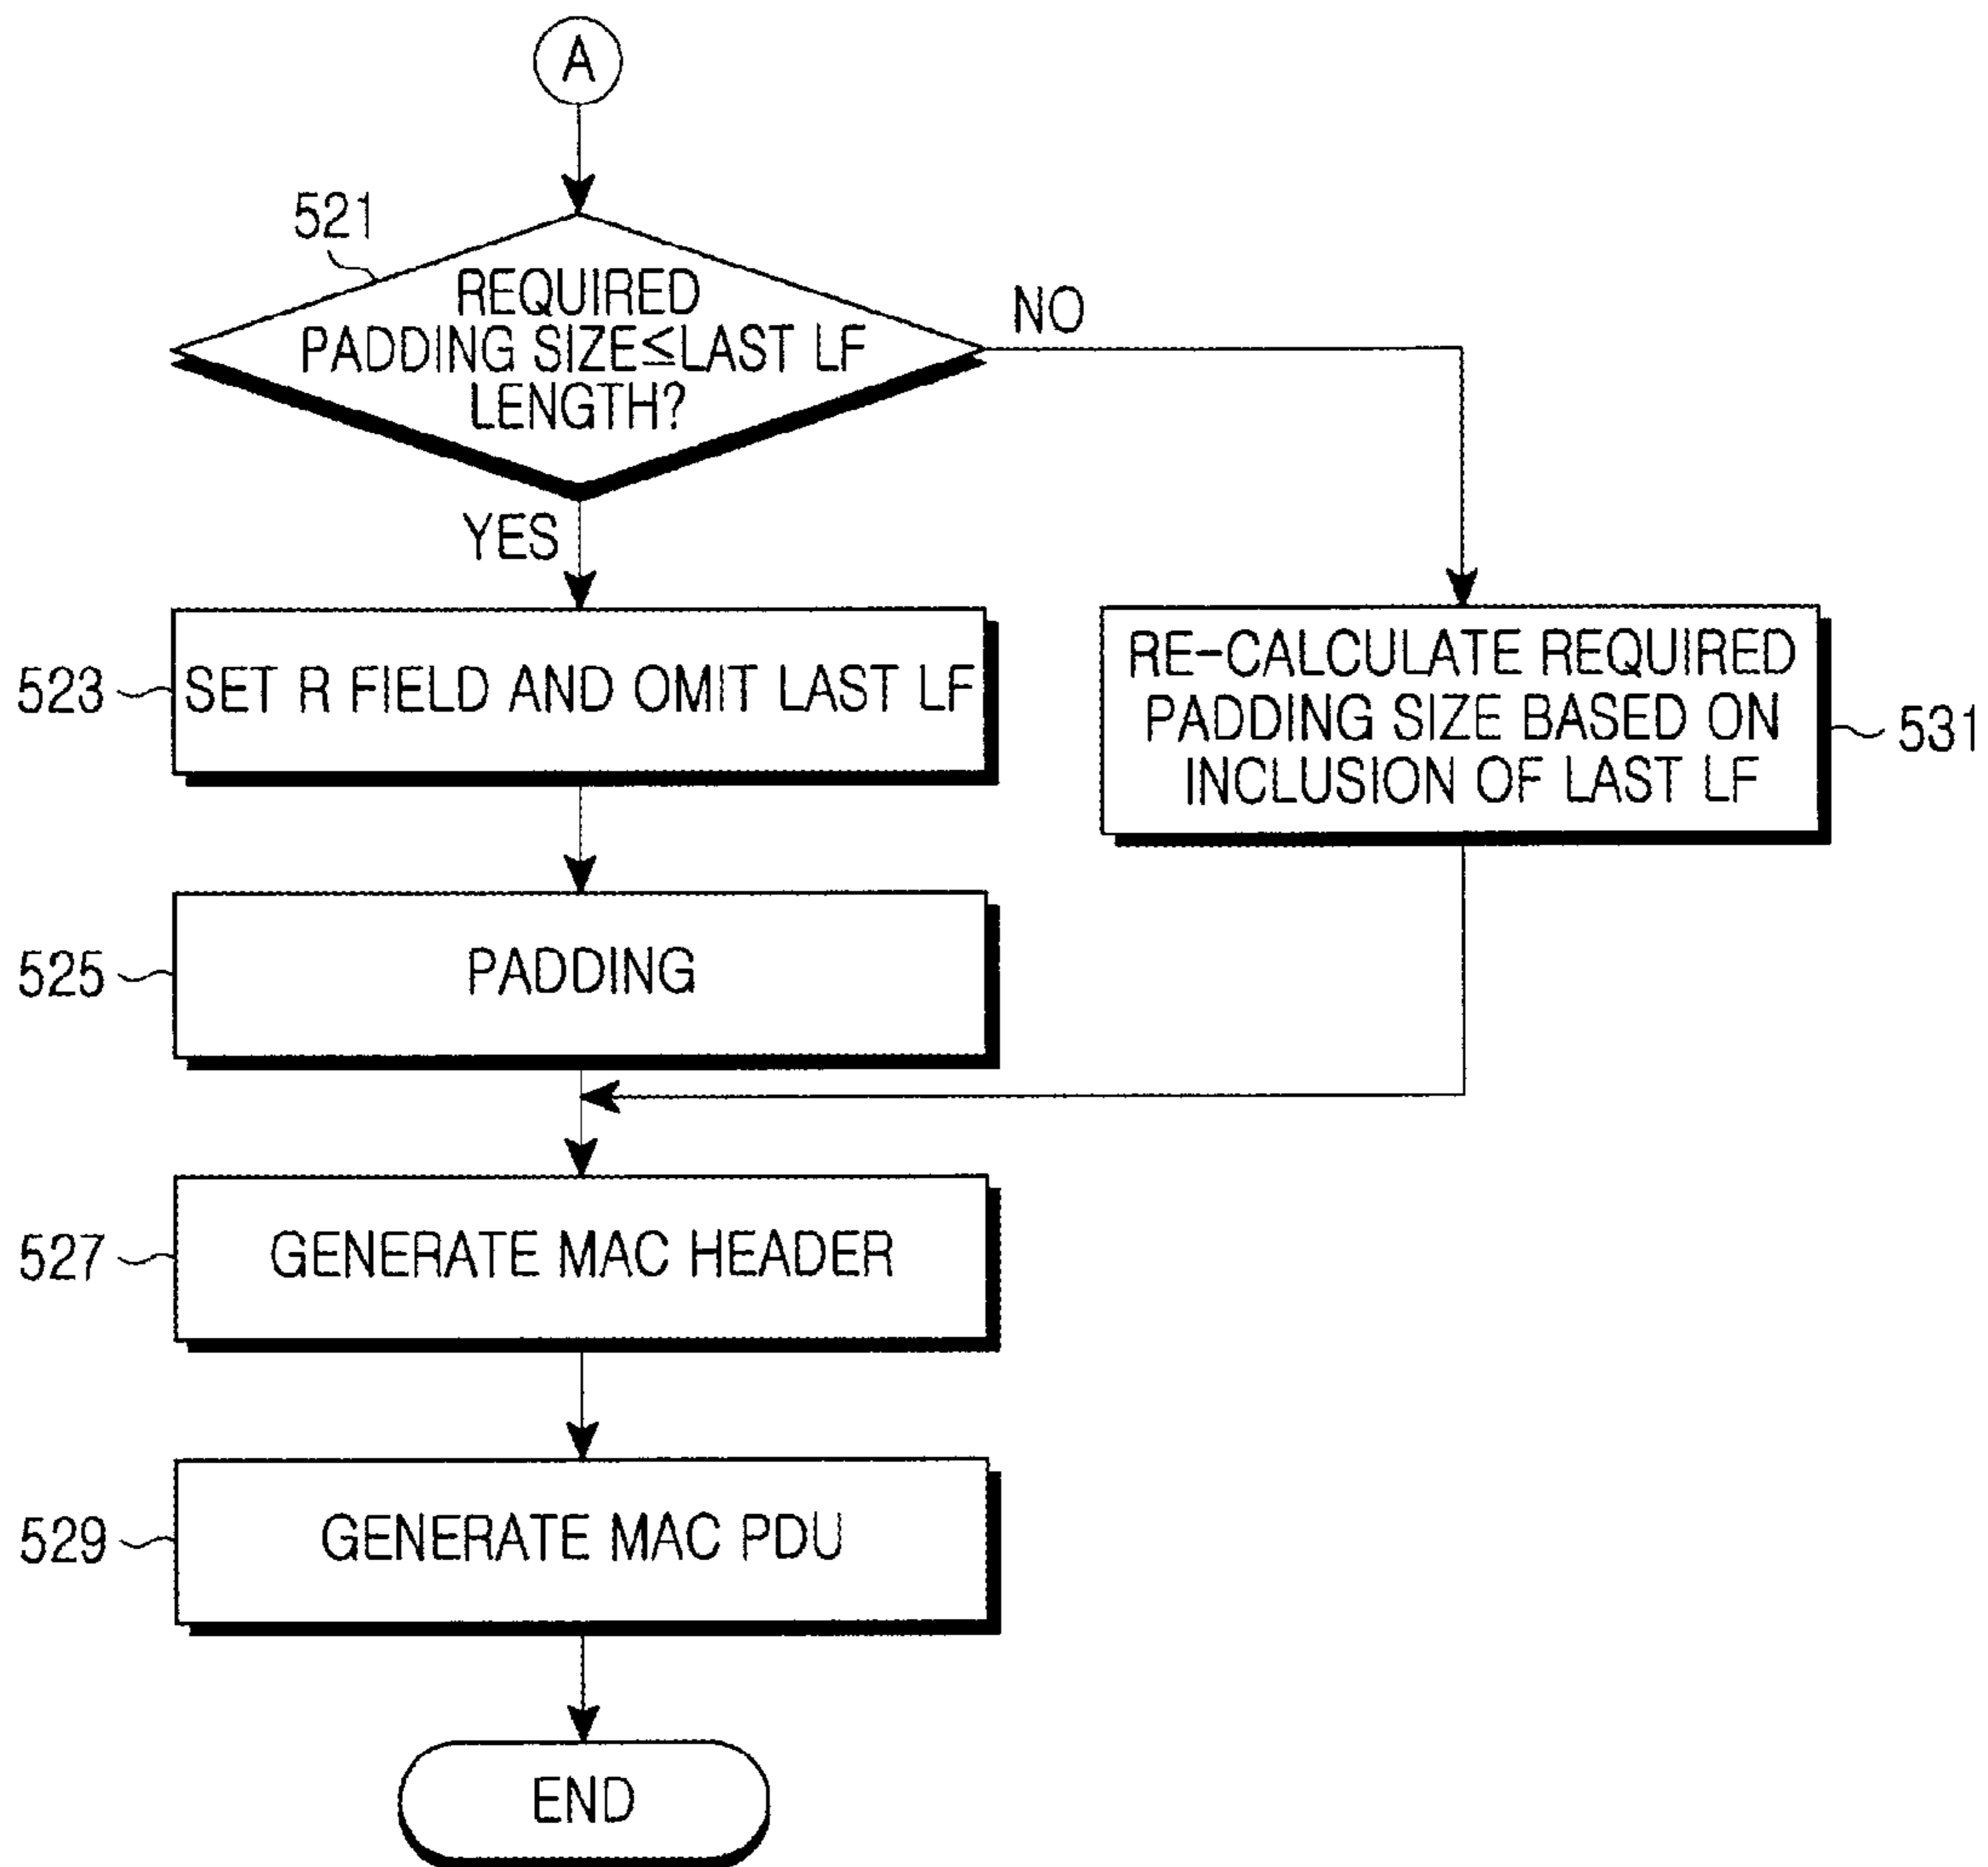 A
521
REQUIRED
PADDING SIZE≤LAST LF
LENGTH?
NO
YES
523
SET R FIELD AND OMIT LAST LF
RE-CALCULATE REQUIRED
PADDING SIZE BASED ON
INCLUSION OF LAST LF
531
525
PADDING
527
GENERATE MAC HEADER
529
GENERATE MAC PDU
END